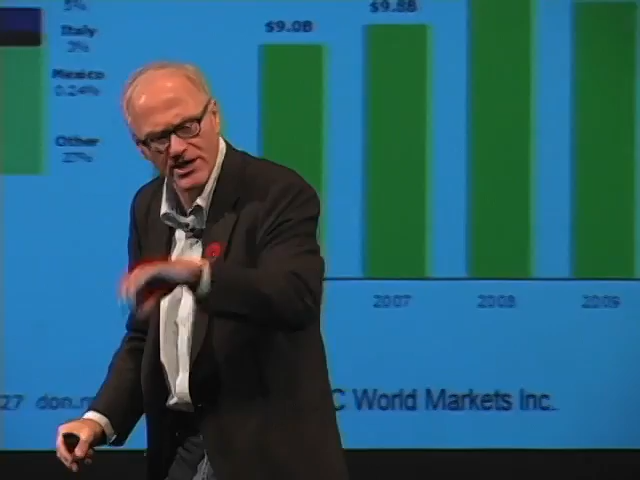 5%
Italy
3%
Mexico
0.24%
Other
27%
$9.0B
$9.8B
2007
2008
2009
27 don.
C World Markets Inc.